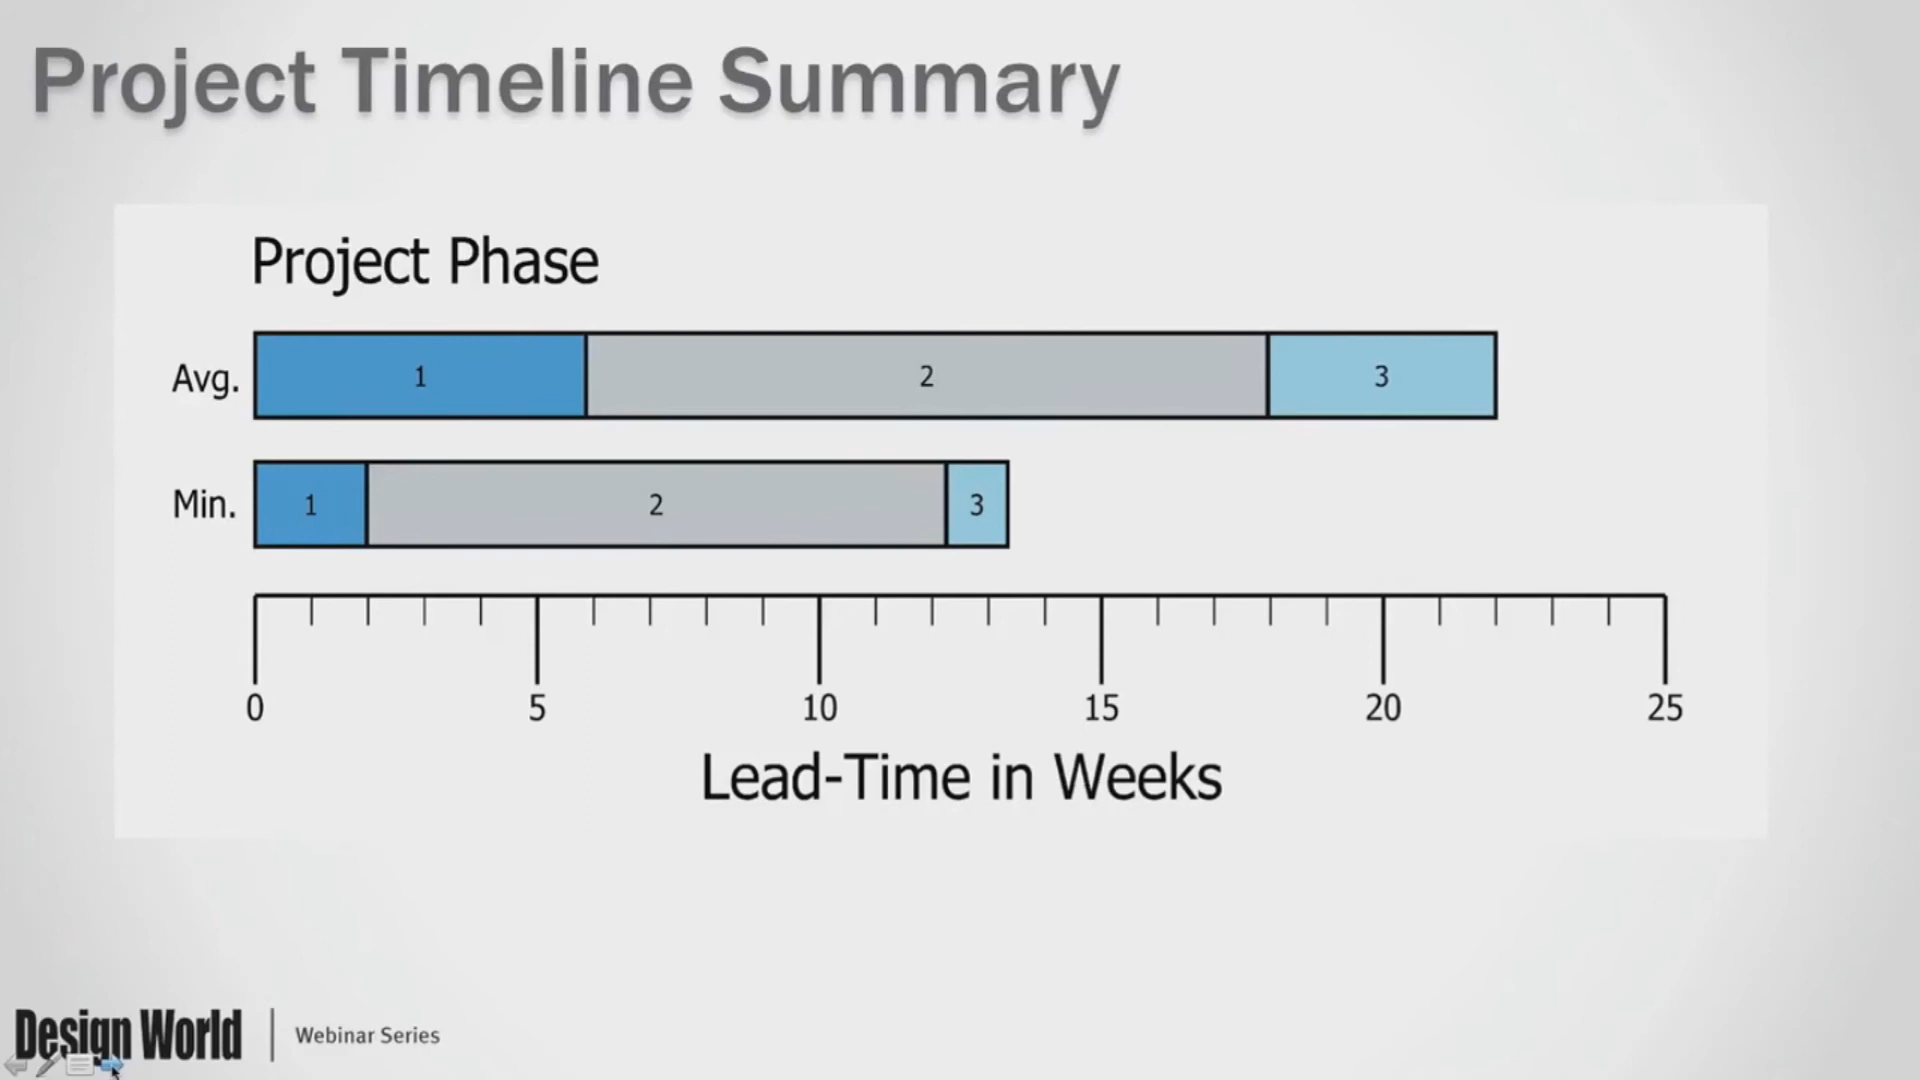 Project Timeline Summary
Project Phase
Avg. 1 2 3
Min. 1 2 3
0 5 10 15 20 25
Lead-Time in Weeks
Design World | Webinar Series